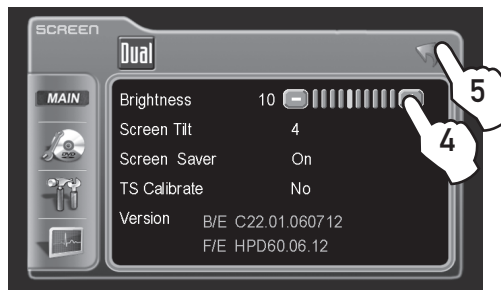 SCREEN
Dual
MAIN
Brightness 10
Screen Tilt 4
Screen Saver On
TS Calibrate No
Version B/E C22.01.060712
F/E HPD60.06.12
5
4
DVD